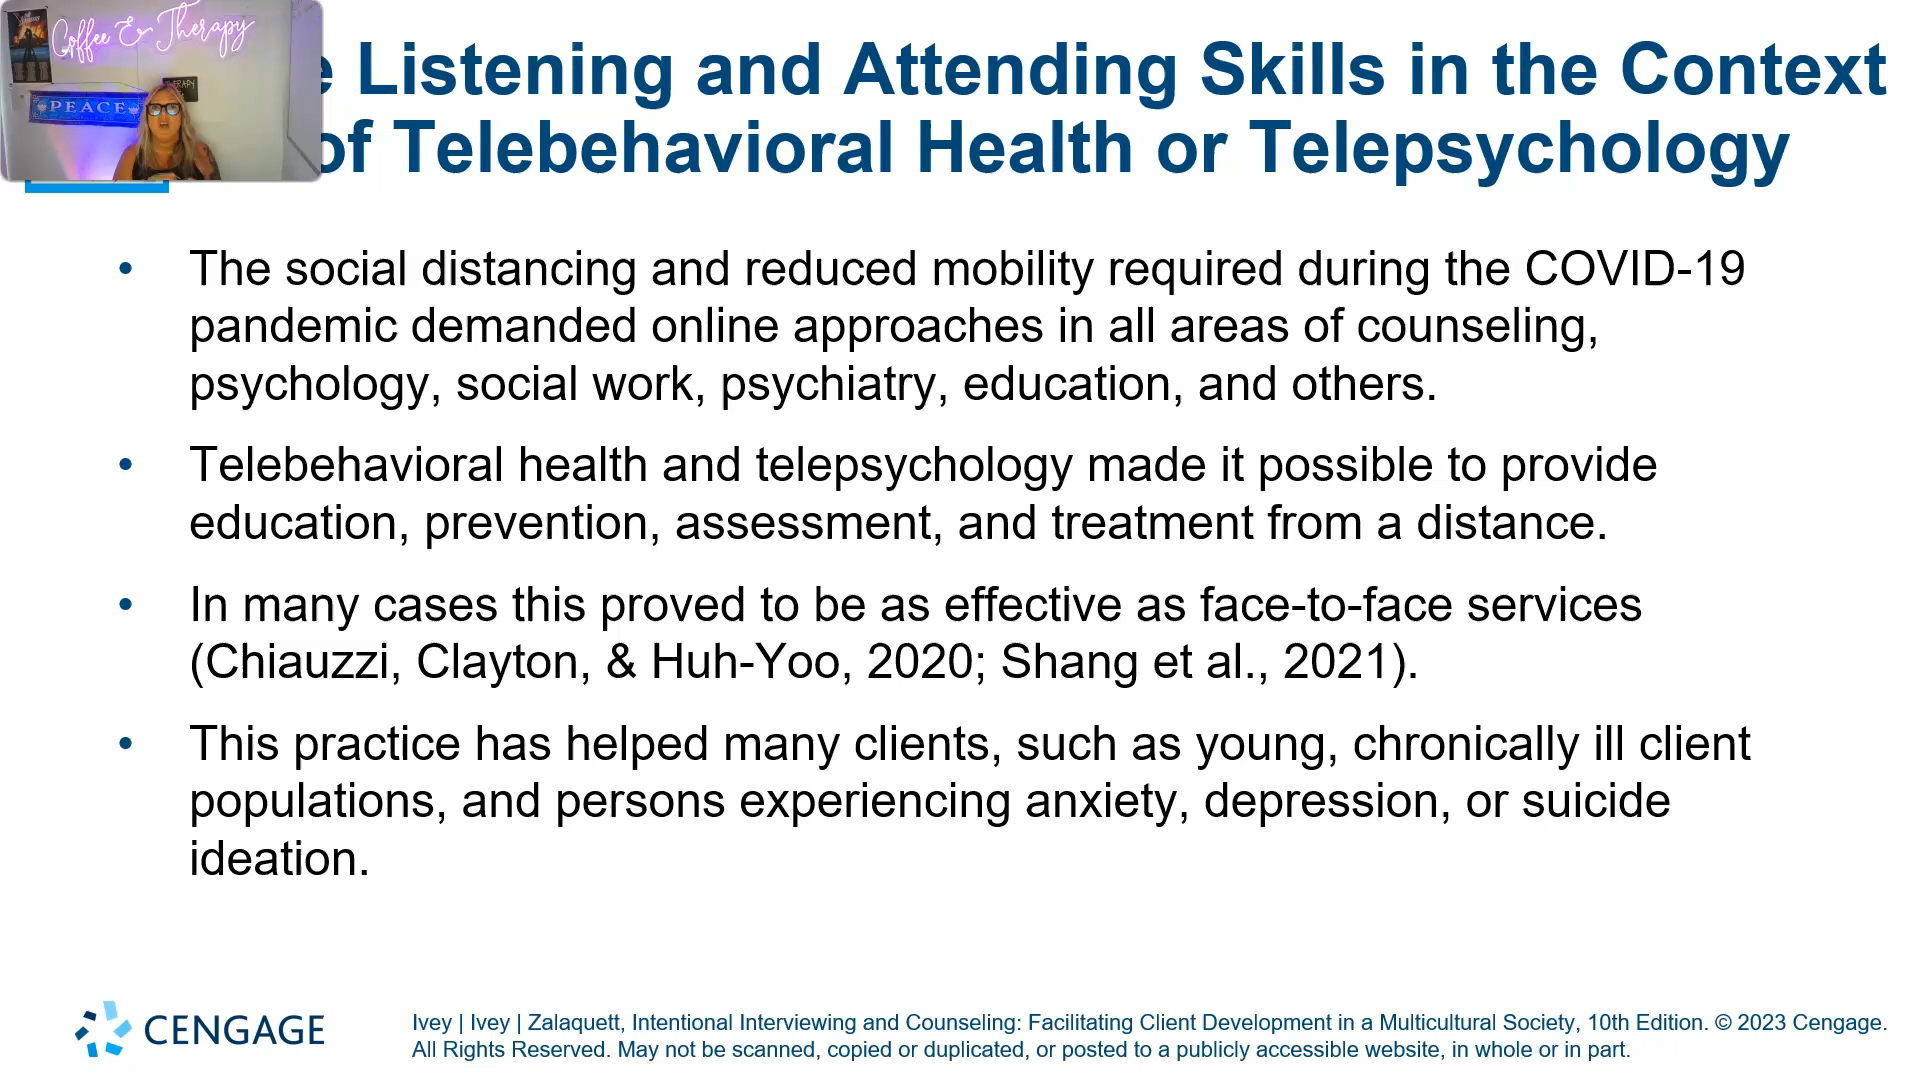 Coffee & Therapy
PEACE
e Listening and Attending Skills in the Context
of Telebehavioral Health or Telepsychology
• The social distancing and reduced mobility required during the COVID-19
pandemic demanded online approaches in all areas of counseling,
psychology, social work, psychiatry, education, and others.
• Telebehavioral health and telepsychology made it possible to provide
education, prevention, assessment, and treatment from a distance.
• In many cases this proved to be as effective as face-to-face services
(Chiauzzi, Clayton, & Huh-Yoo, 2020; Shang et al., 2021).
• This practice has helped many clients, such as young, chronically ill client
populations, and persons experiencing anxiety, depression, or suicide
ideation.
CENGAGE
Ivey | Ivey | Zalaquett, Intentional Interviewing and Counseling: Facilitating Client Development in a Multicultural Society, 10th Edition. © 2023 Cengage.
All Rights Reserved. May not be scanned, copied or duplicated, or posted to a publicly accessible website, in whole or in part.